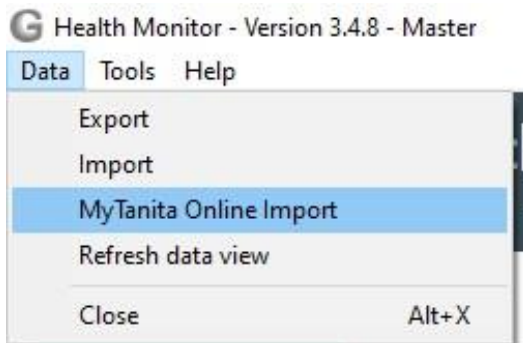 G Health Monitor - Version 3.4.8 - Master
Data Tools Help
Export
Import
MyTanita Online Import
Refresh data view
Close Alt+X